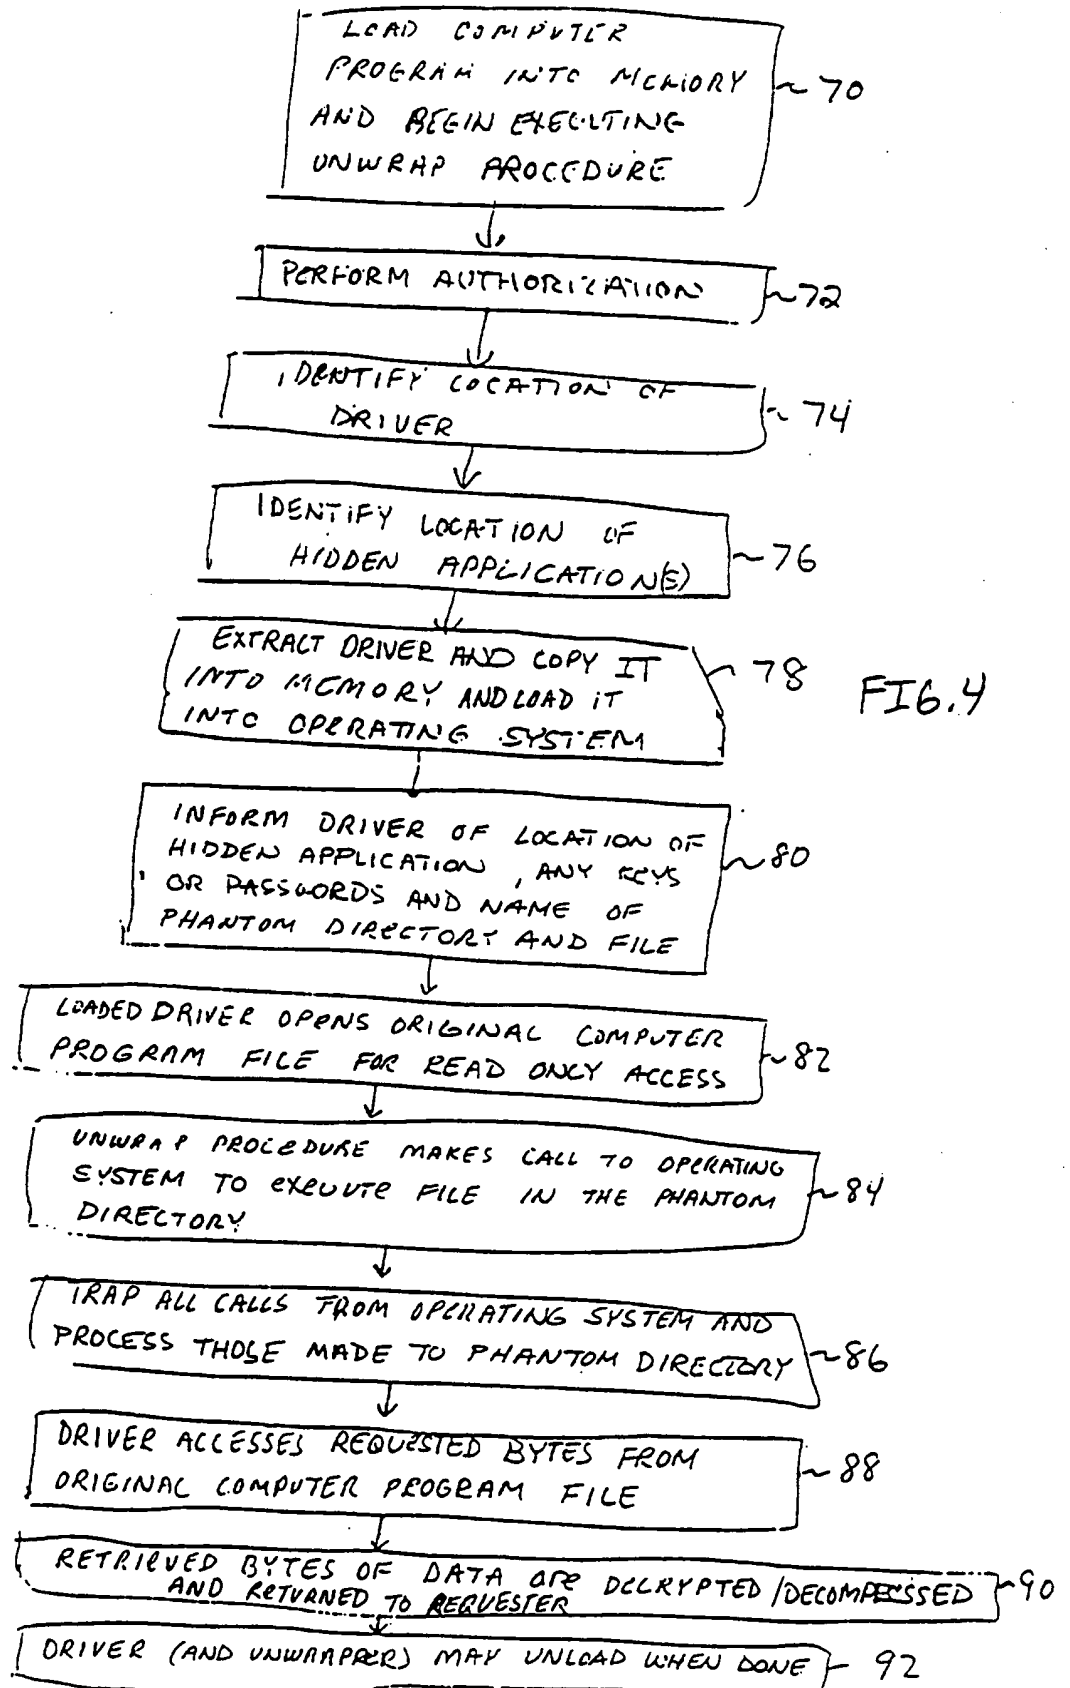 LOAD COMPUTER
PROGRAM INTO MEMORY
AND BEGIN EXECUTING
UNWRAP PROCEDURE
~ 70
PERFORM AUTHORIZATION
~72
IDENTIFY LOCATION OF
DRIVER
~ 74
IDENTIFY LOCATION OF
HIDDEN APPLICATION(S)
~76
EXTRACT DRIVER AND COPY IT
INTO MEMORY AND LOAD IT
INTO OPERATING SYSTEM
~ 78
FIG.4
INFORM DRIVER OF LOCATION OF
HIDDEN APPLICATION, ANY KEYS
OR PASSWORDS AND NAME OF
PHANTOM DIRECTORY AND FILE
~80
LOADED DRIVER OPENS ORIGINAL COMPUTER
PROGRAM FILE FOR READ ONLY ACCESS
~82
UNWRAP PROCEDURE MAKES CALL TO OPERATING
SYSTEM TO EXECUTE FILE IN THE PHANTOM
DIRECTORY
~84
TRAP ALL CALLS FROM OPERATING SYSTEM AND
PROCESS THOSE MADE TO PHANTOM DIRECTORY
~86
DRIVER ACCESSES REQUESTED BYTES FROM
ORIGINAL COMPUTER PROGRAM FILE
~ 88
RETRIEVED BYTES OF DATA ARE DECRYPTED/DECOMPRESSED
AND RETURNED TO REQUESTER
~90
DRIVER (AND UNWRAPPER) MAY UNLOAD WHEN DONE
~ 92